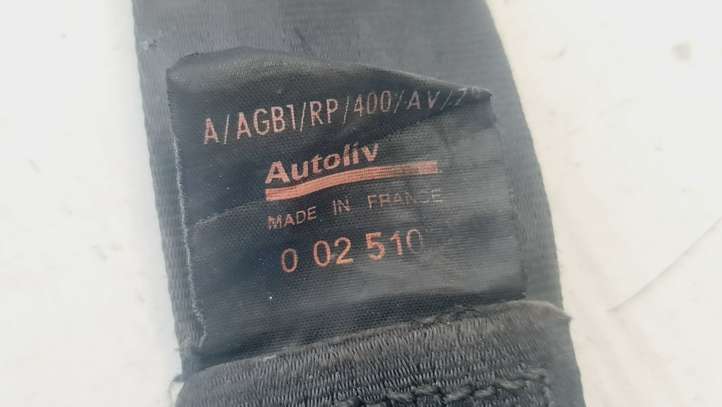 A/AGB1/RP/400/AV/
Autoliv
MADE IN FRANCE
0 02 510